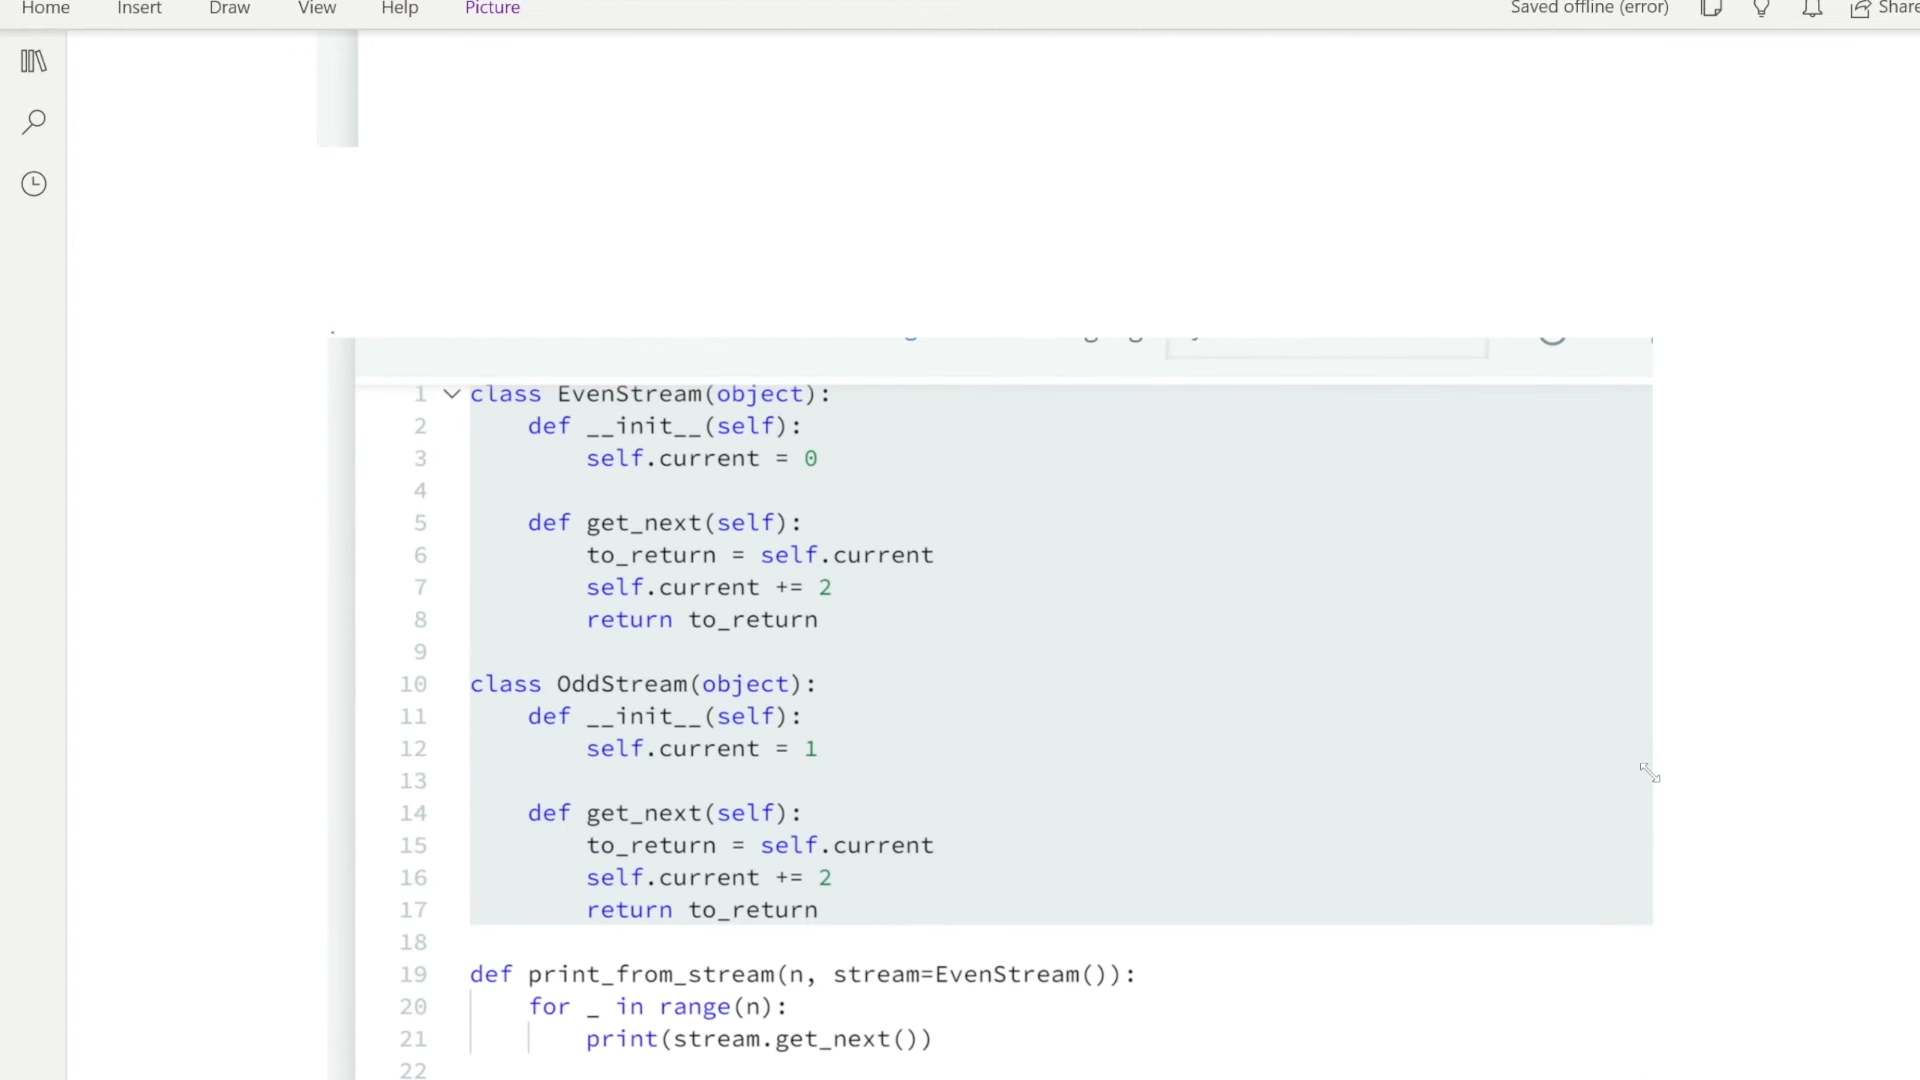 Home Insert Draw View Help Picture Saved offline (error) Share
1 class EvenStream(object):
2 def __init__(self):
3 self.current = 0
4
5 def get_next(self):
6 to_return = self.current
7 self.current += 2
8 return to_return
9
10 class OddStream(object):
11 def __init__(self):
12 self.current = 1
13
14 def get_next(self):
15 to_return = self.current
16 self.current += 2
17 return to_return
18
19 def print_from_stream(n, stream=EvenStream()):
20 for _ in range(n):
21 print(stream.get_next())
22